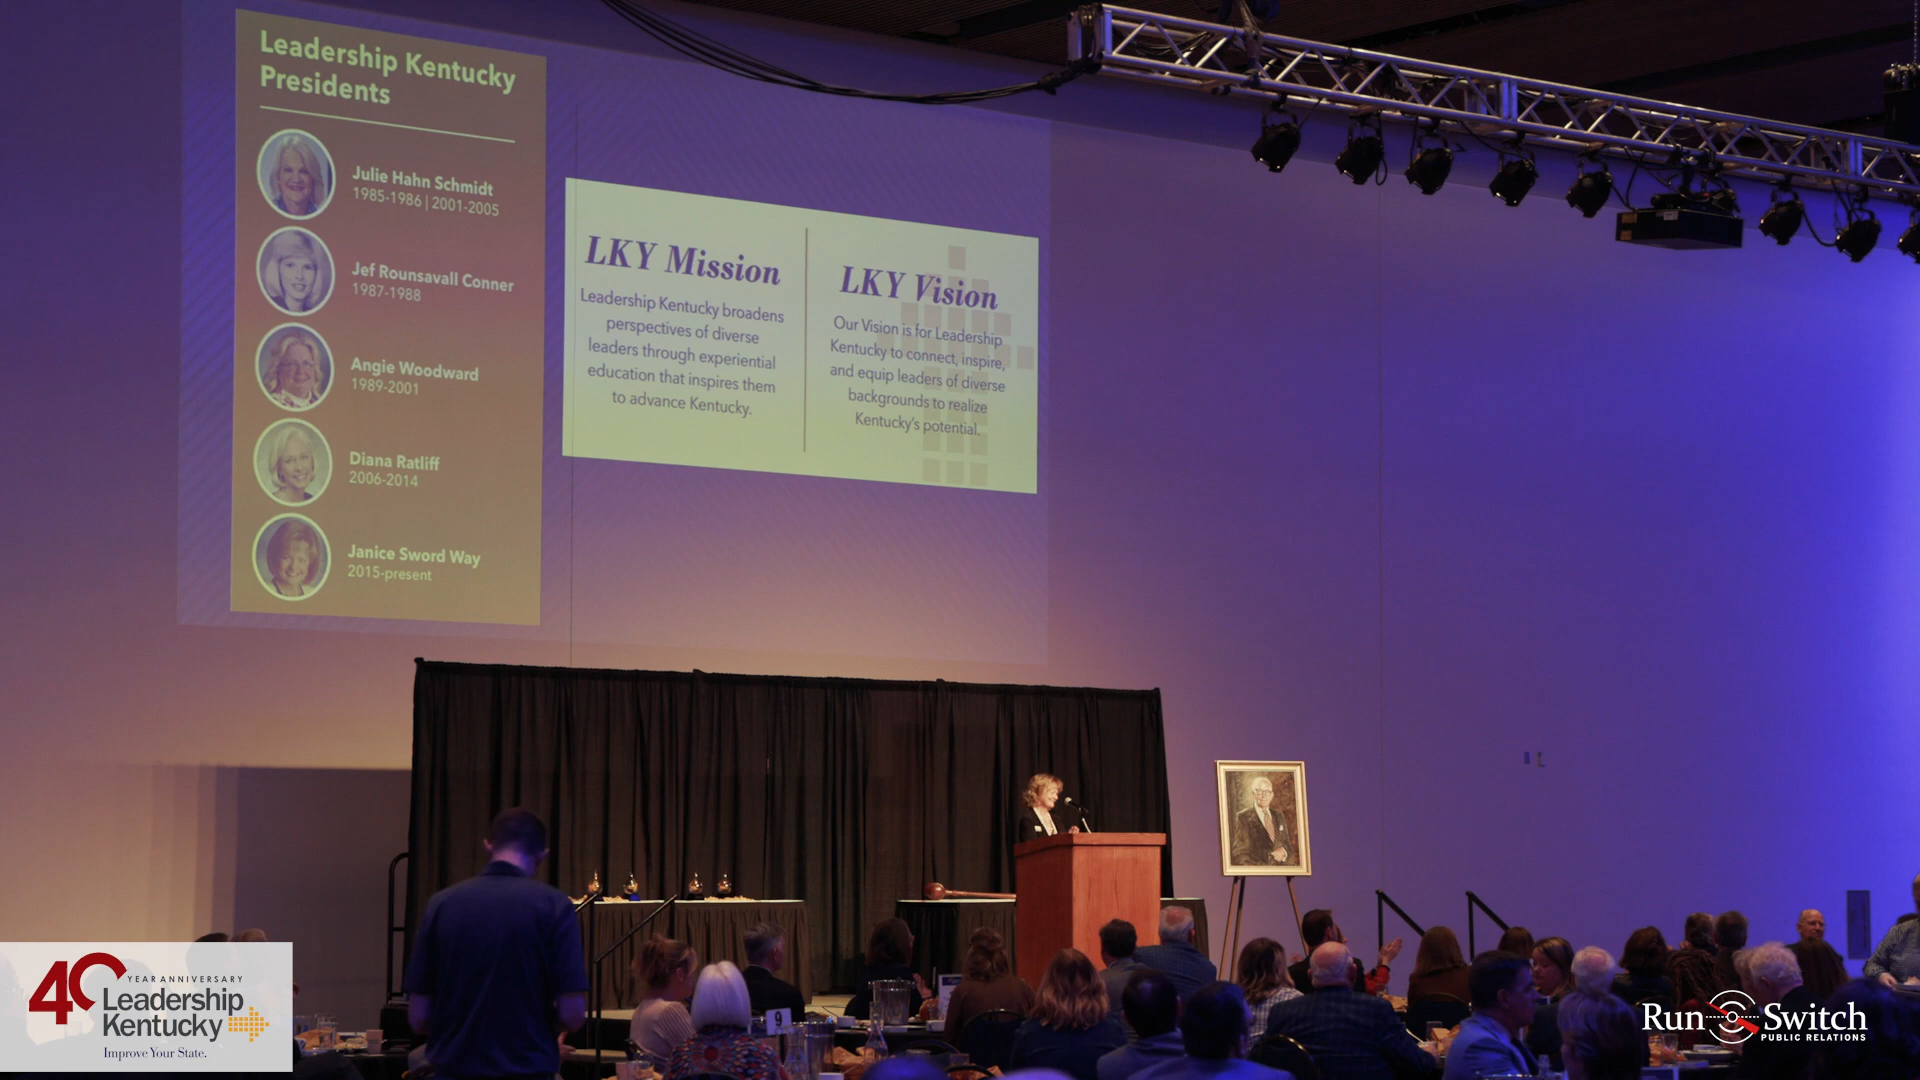 Leadership Kentucky
Presidents
Julie Hahn Schmidt
1985-1986 | 2001-2005
Jef Rounsavall Conner
1987-1988
Angie Woodward
1989-2001
Diana Ratliff
2006-2014
Janice Sword Way
2015-present
LKY Mission
Leadership Kentucky broadens
perspectives of diverse
leaders through experiential
education that inspires them
to advance Kentucky.
LKY Vision
Our Vision is for Leadership
Kentucky to connect, inspire,
and equip leaders of diverse
backgrounds to realize
Kentucky's potential.
9
40
YEAR ANNIVERSARY
Leadership
Kentucky
Improve Your State.
Run Switch
PUBLIC RELATIONS